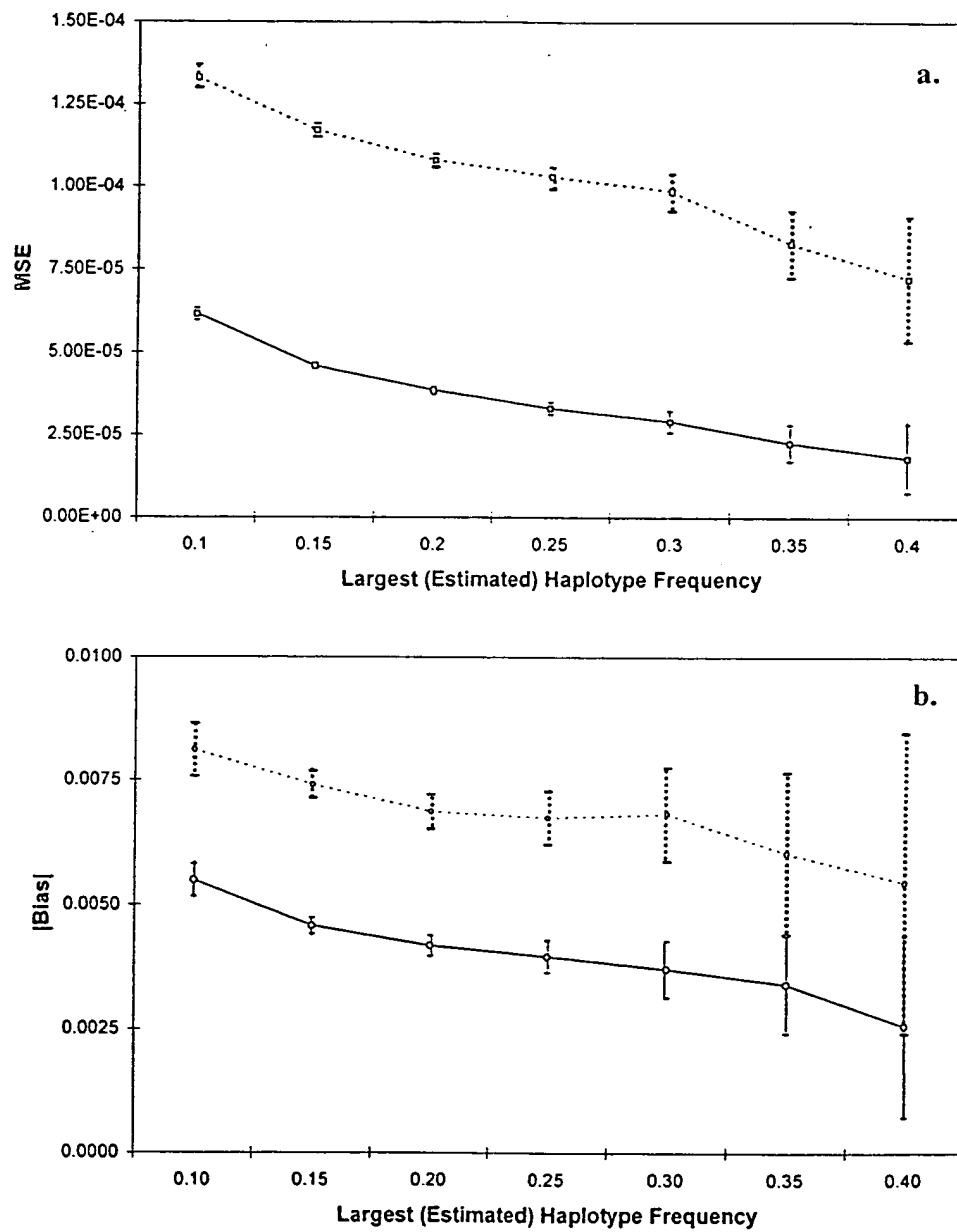 1.50E-04
a.
1.25E-04
1.00E-04
MSE
7.50E-05
5.00E-05
2.50E-05
0.00E+00
0.1 0.15 0.2 0.25 0.3 0.35 0.4
Largest (Estimated) Haplotype Frequency
0.0100
b.
0.0075
|Bias|
0.0050
0.0025
0.0000
0.10 0.15 0.20 0.25 0.30 0.35 0.40
Largest (Estimated) Haplotype Frequency